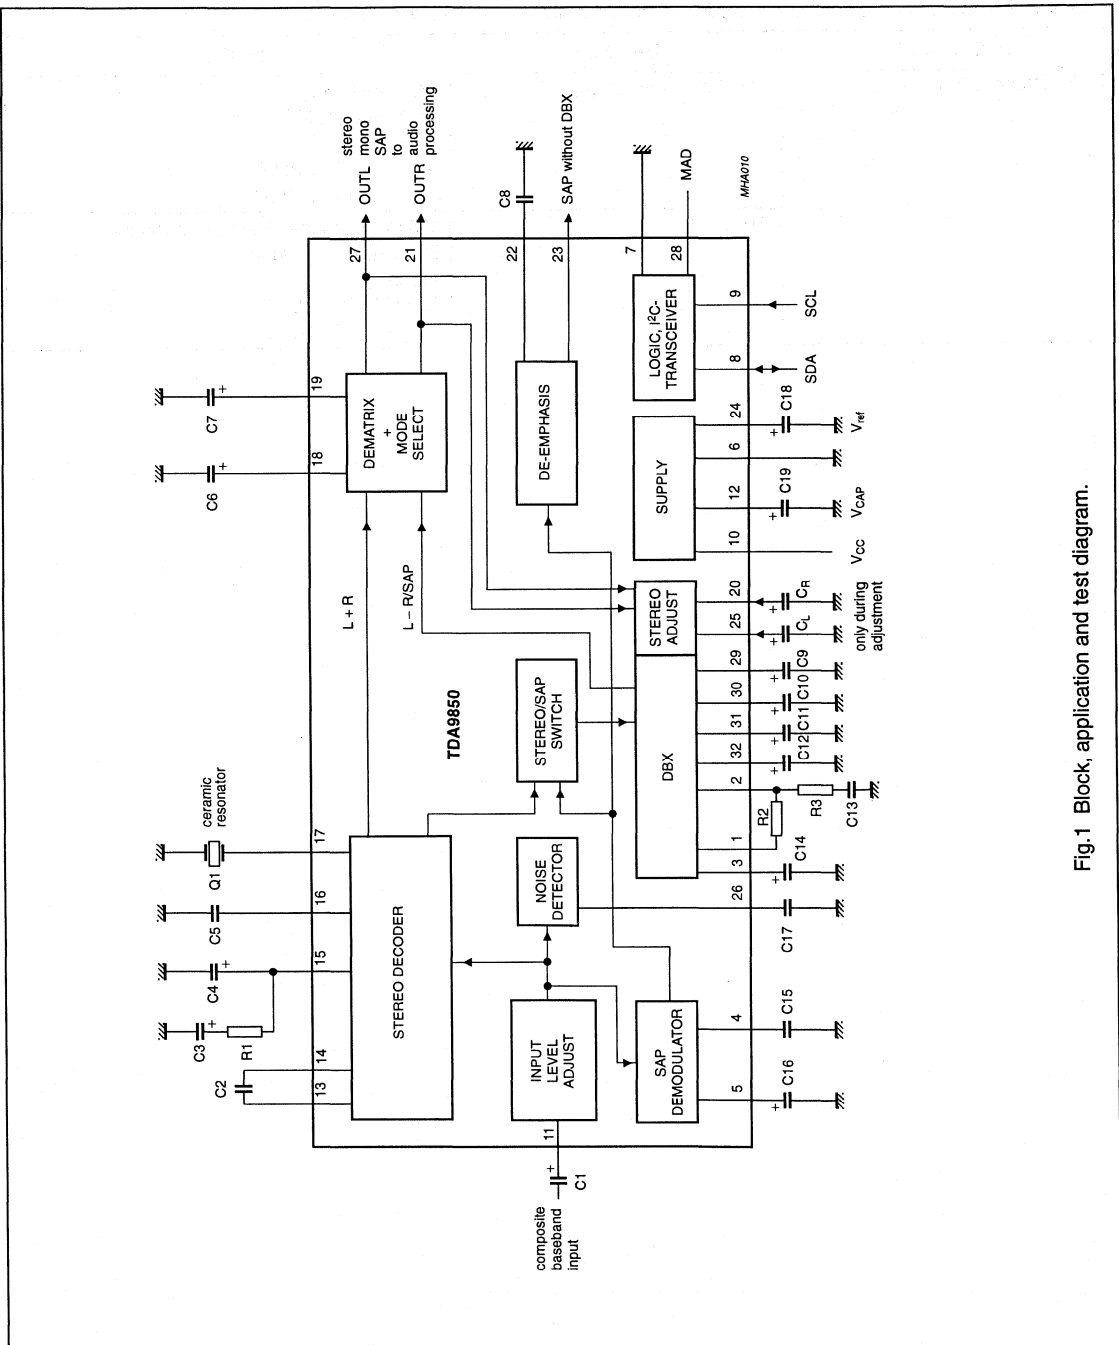 C2
C3
R1
C4
C5
Q1
ceramic
resonator
C6
C7
13
14
15
16
17
18
19
STEREO DECODER
L + R
L – R/SAP
DEMATRIX
+
MODE
SELECT
27
OUTL
21
OUTR
stereo
mono
SAP
to
audio
processing
TDA9850
composite
baseband
input
C1
11
INPUT
LEVEL
ADJUST
NOISE
DETECTOR
STEREO/SAP
SWITCH
DE-EMPHASIS
22
C8
23
SAP without DBX
SAP
DEMODULATOR
DBX
STEREO
ADJUST
SUPPLY
LOGIC, I²C-
TRANSCEIVER
7
28
MAD
5
4
26
3
1
2
32
31
30
29
25
20
10
12
6
24
8
9
C16
C15
C17
C14
R2
R3
C13
C12
C11
C10
C9
CL
CR
only during
adjustment
VCC
C19
VCAP
C18
Vref
SDA
SCL
MHA010
Fig.1 Block, application and test diagram.